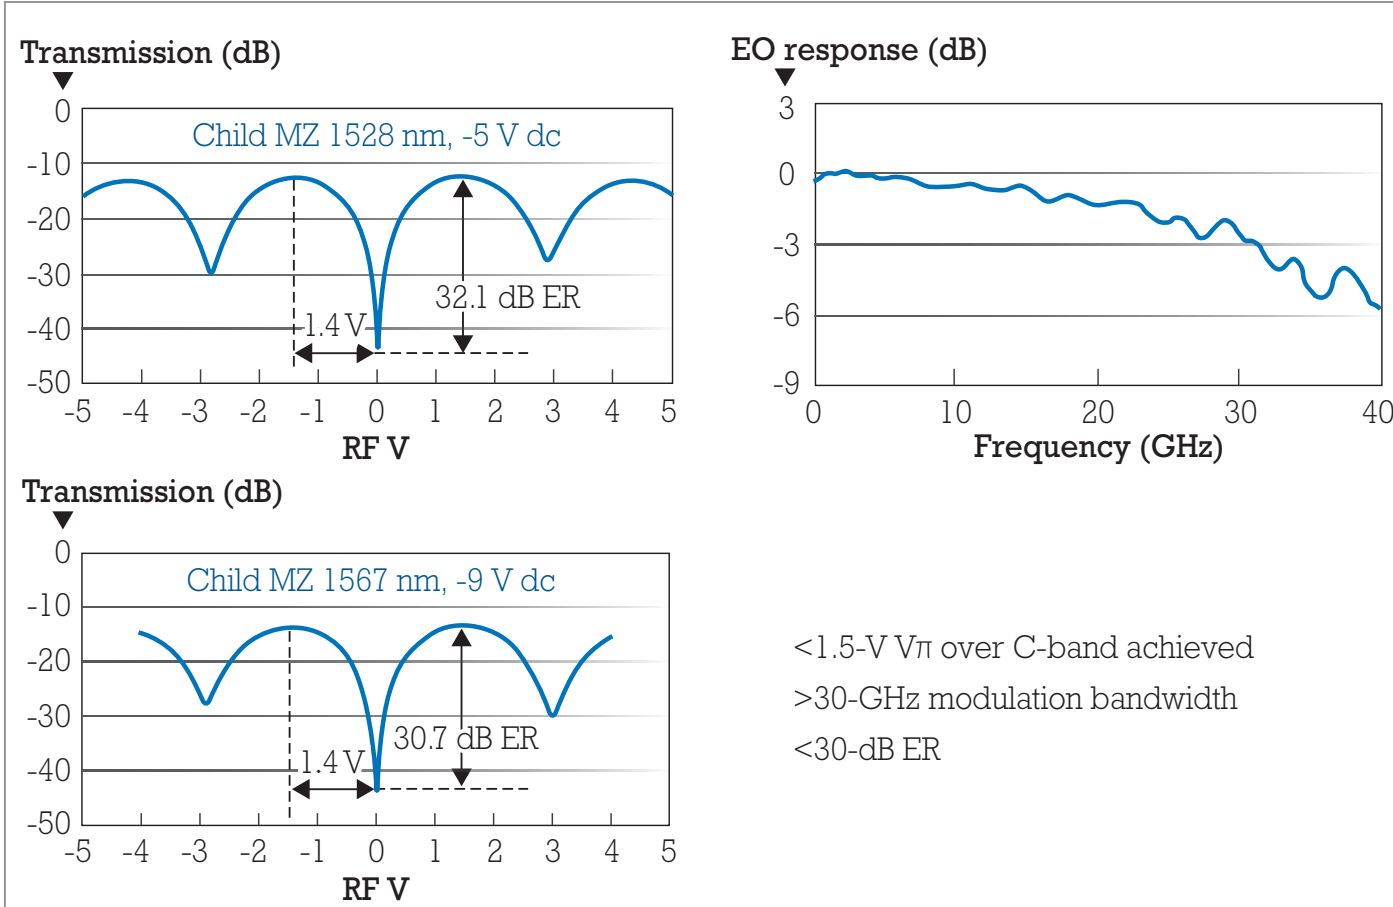 Transmission (dB)
0
-10
-20
-30
-40
-50
Child MZ 1528 nm, -5 V dc
32.1 dB ER
1.4 V
-5 -4 -3 -2 -1 0 1 2 3 4 5
RF V
EO response (dB)
3
0
-3
-6
-9
0 10 20 30 40
Frequency (GHz)
Transmission (dB)
0
-10
-20
-30
-40
-50
Child MZ 1567 nm, -9 V dc
30.7 dB ER
1.4 V
-5 -4 -3 -2 -1 0 1 2 3 4 5
RF V
<1.5-V Vπ over C-band achieved
>30-GHz modulation bandwidth
<30-dB ER